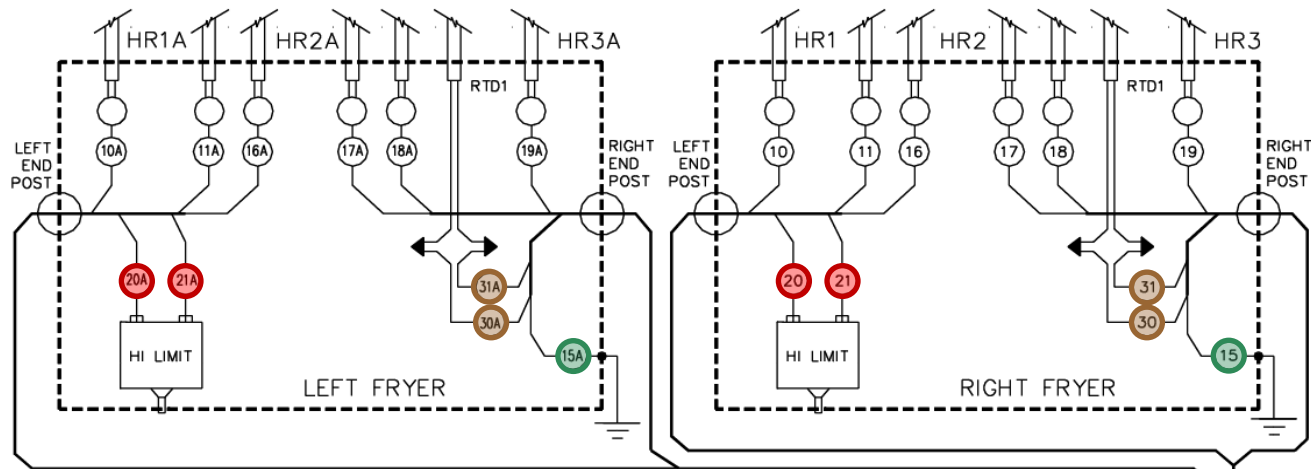 HR1A HR2A HR3A HR1 HR2 HR3
RTD1 RTD1
LEFT
END
POST
10A 11A 16A 17A 18A 19A
RIGHT
END
POST
LEFT
END
POST
10 11 16 17 18 19
RIGHT
END
POST
20A 21A 31A 20 21 31
30A 30
HI LIMIT 15A HI LIMIT 15
LEFT FRYER RIGHT FRYER